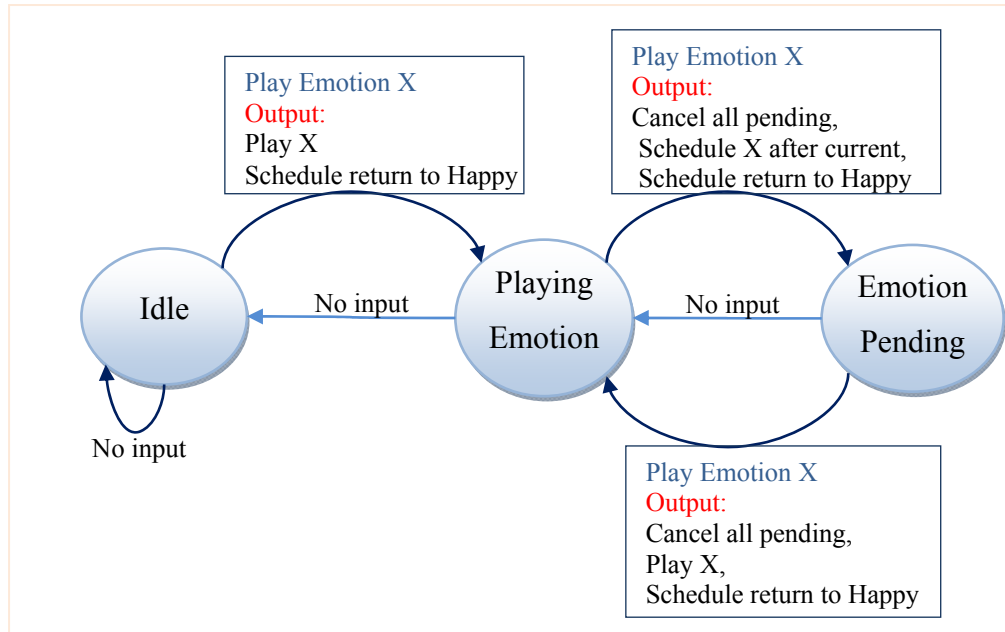 Play Emotion X
Output:
Play X
Schedule return to Happy
Play Emotion X
Output:
Cancel all pending,
Schedule X after current,
Schedule return to Happy
Idle
No input
Playing
Emotion
No input
Emotion
Pending
No input
Play Emotion X
Output:
Cancel all pending,
Play X,
Schedule return to Happy